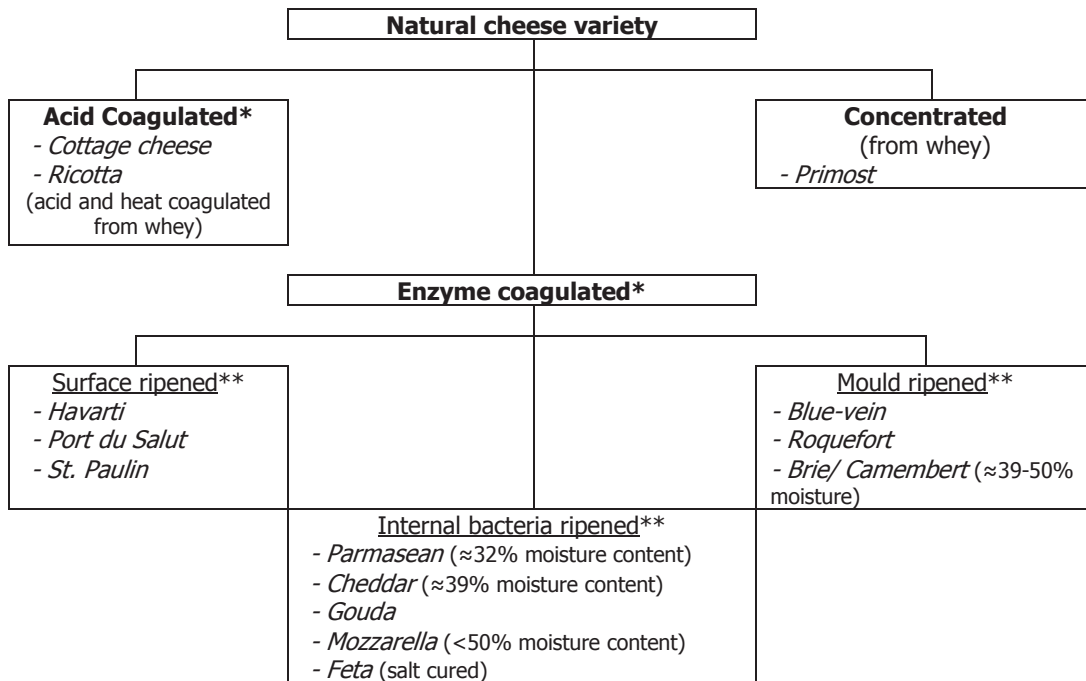 Natural cheese variety
Acid Coagulated*
- Cottage cheese
- Ricotta
(acid and heat coagulated
from whey)
Concentrated
(from whey)
- Primost
Enzyme coagulated*
Surface ripened**
- Havarti
- Port du Salut
- St. Paulin
Mould ripened**
- Blue-vein
- Roquefort
- Brie/ Camembert (≈39-50%
moisture)
Internal bacteria ripened**
- Parmasean (≈32% moisture content)
- Cheddar (≈39% moisture content)
- Gouda
- Mozzarella (<50% moisture content)
- Feta (salt cured)